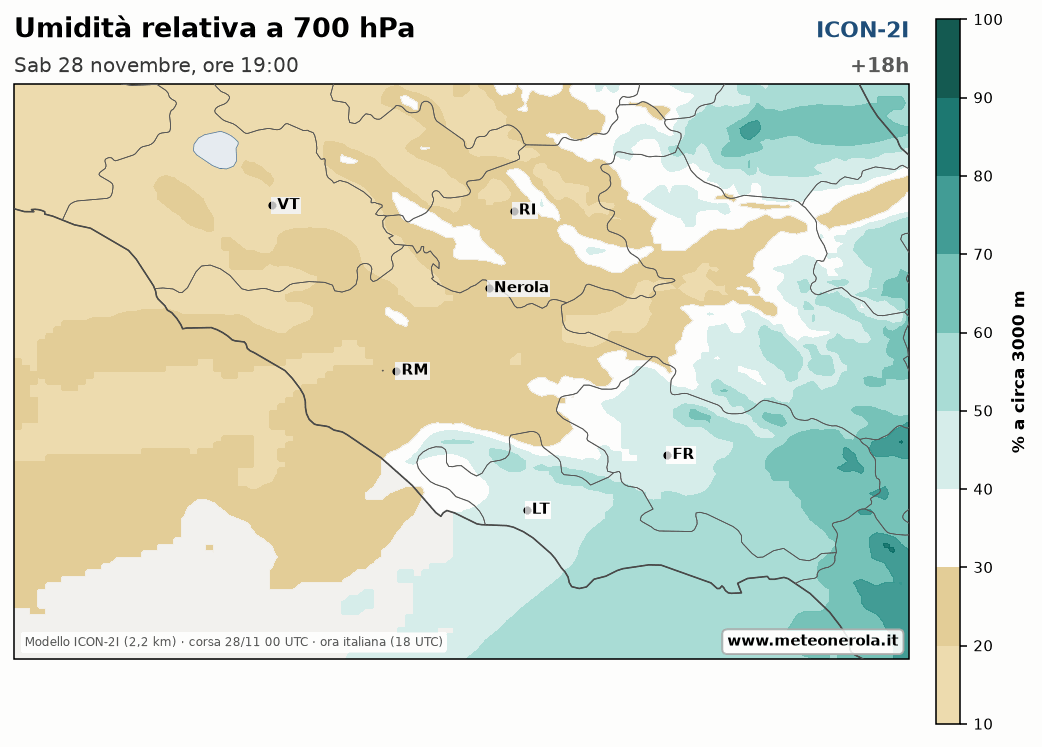 Umidità relativa a 700 hPa
ICON-2I
Sab 28 novembre, ore 19:00
+18h
100
90
80
70
60
50
40
30
20
10
% a circa 3000 m
VT
RI
Nerola
RM
FR
LT
Modello ICON-2I (2,2 km) · corsa 28/11 00 UTC · ora italiana (18 UTC)
www.meteonerola.it